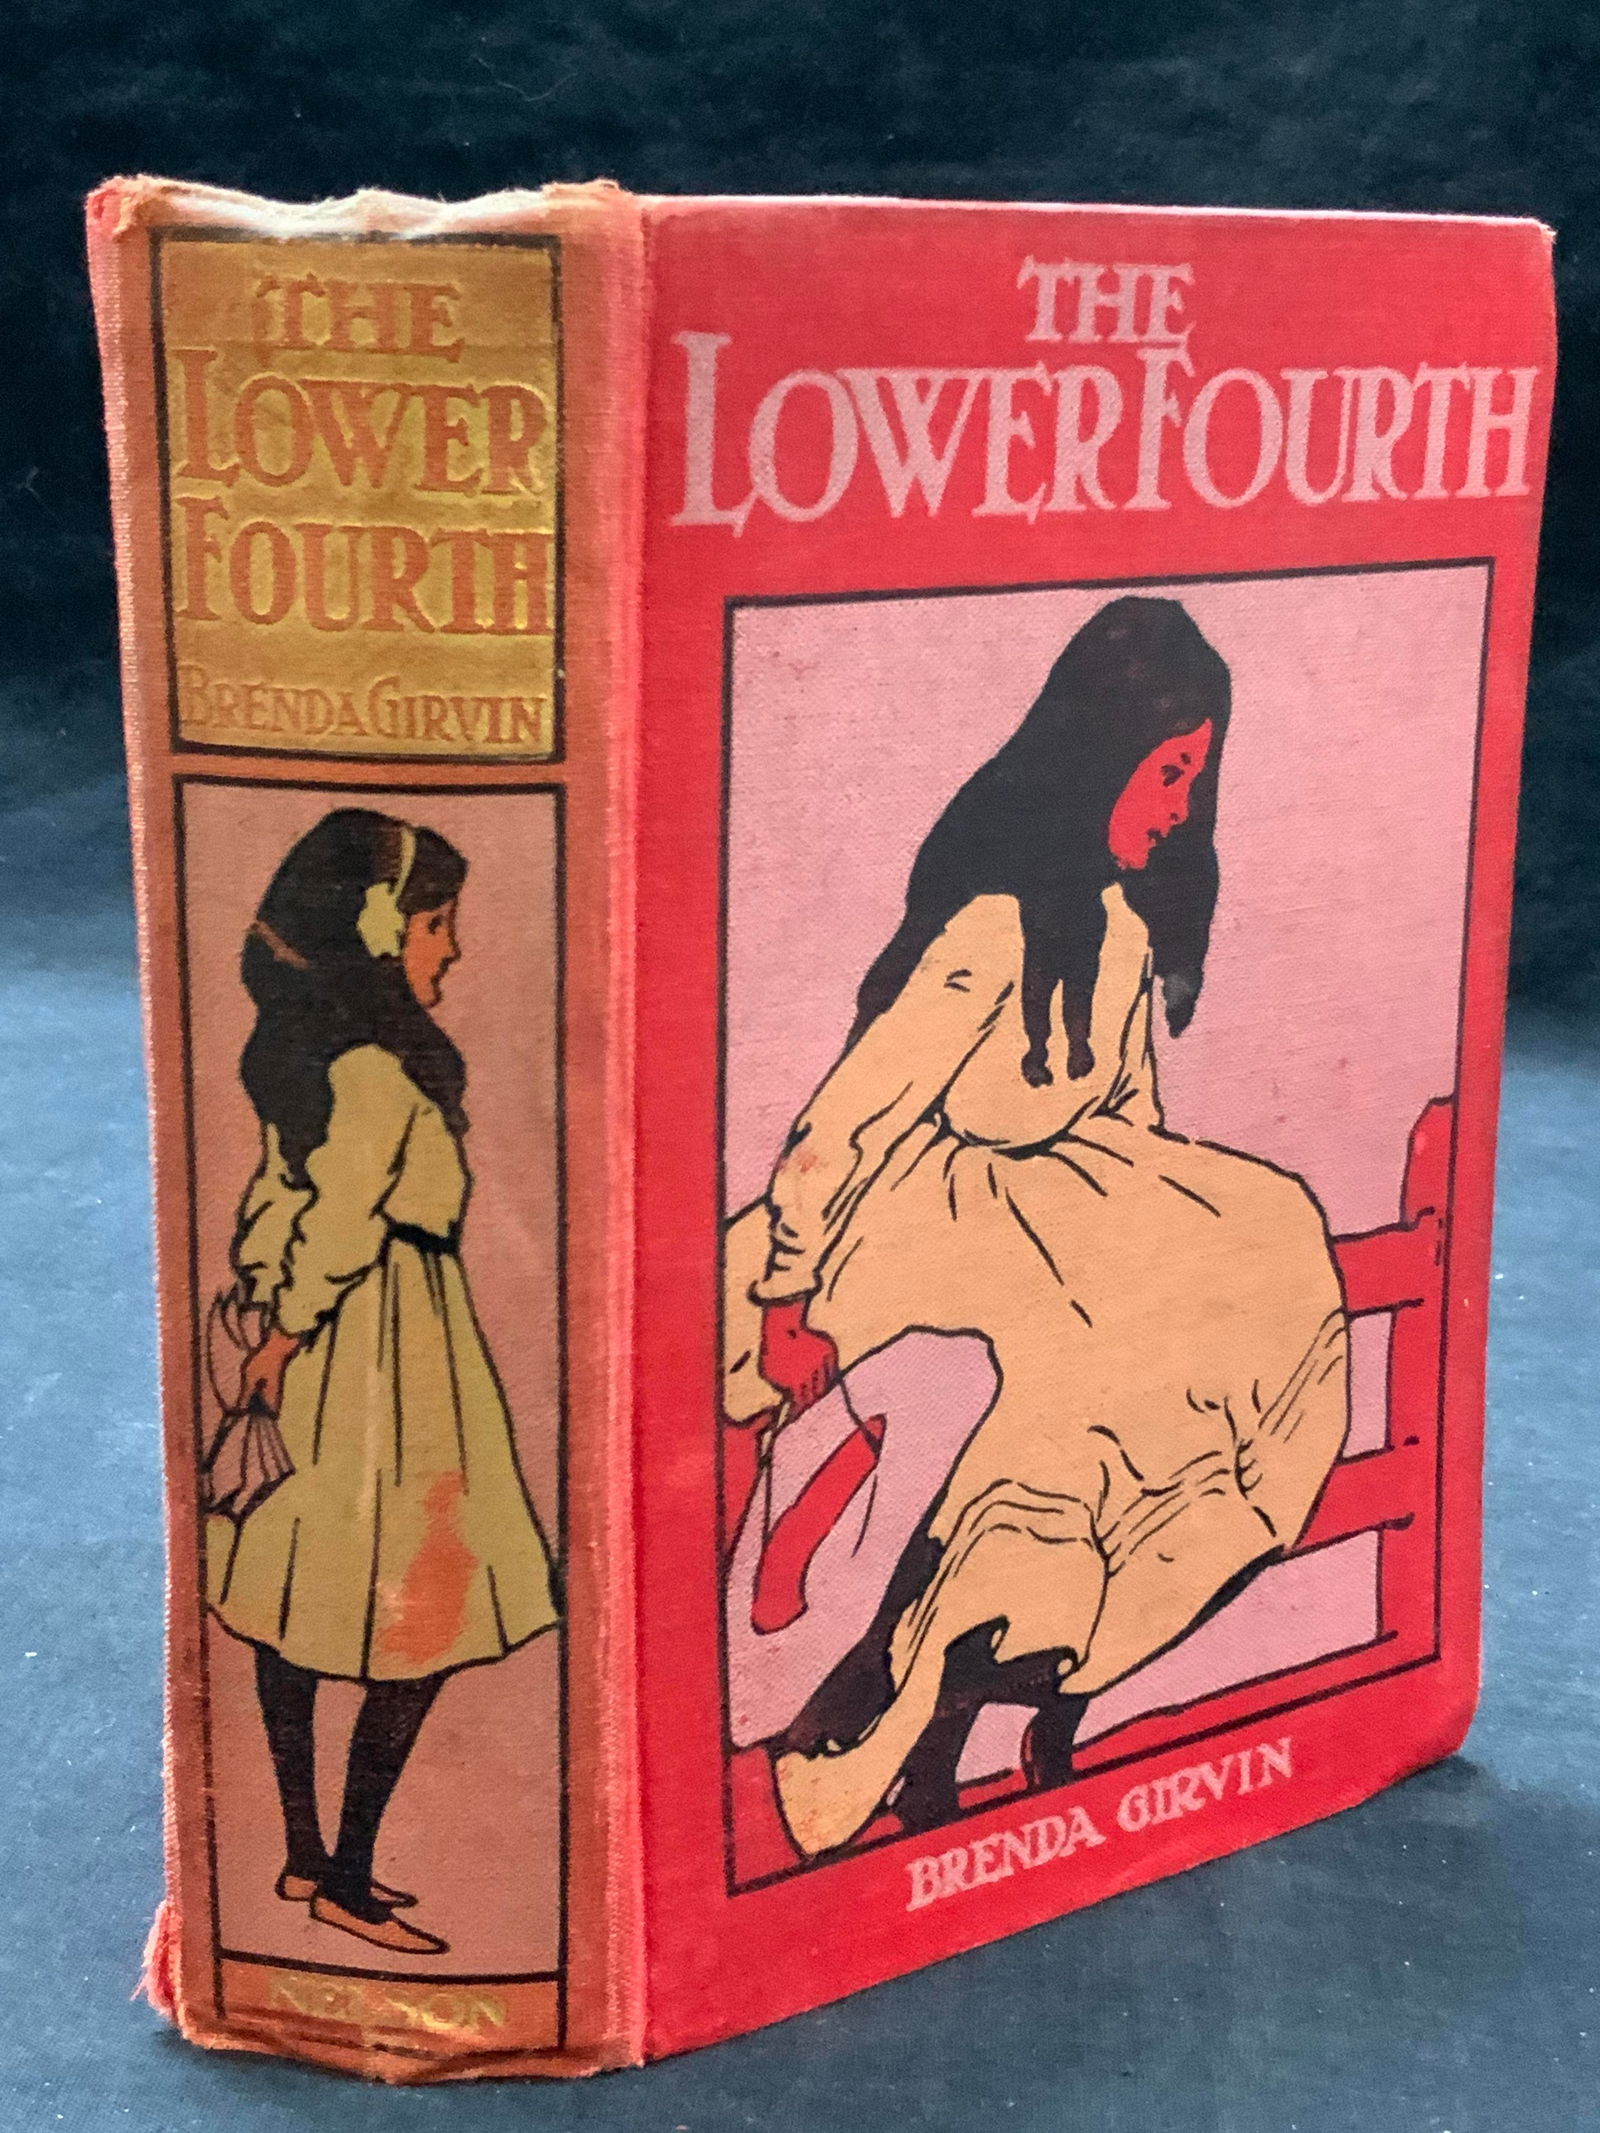 THE
LOWER
FOURTH
BRENDA GIRVIN
NELSON
THE
LOWER FOURTH
BRENDA GIRVIN